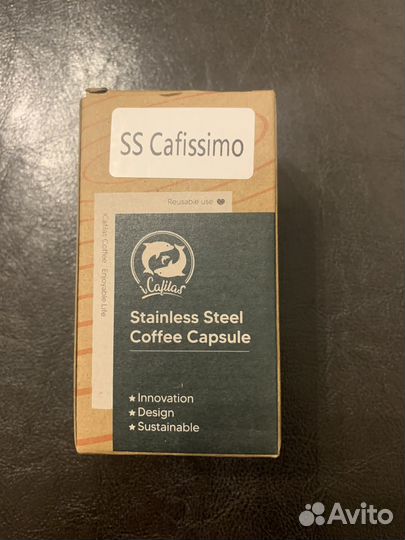 SS Cafissimo
Reusable use
iCafilas Coffee Enjoyable Life
iCafilas
Stainless Steel
Coffee Capsule
Innovation
Design
Sustainable
Avito